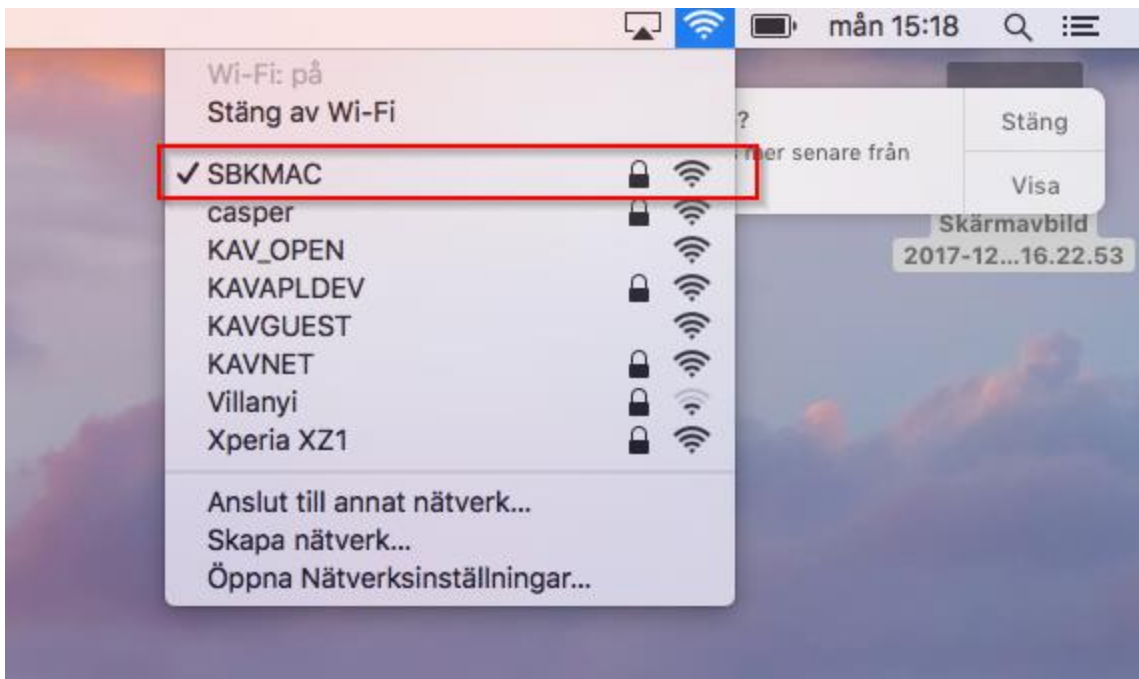 mån 15:18
Wi-Fi: på
Stäng av Wi-Fi
SBKMAC
casper
KAV_OPEN
KAVAPLDEV
KAVGUEST
KAVNET
Villanyi
Xperia XZ1
Anslut till annat nätverk...
Skapa nätverk...
Öppna Nätverksinställningar...
?
mer senare från
Stäng
Visa
Skärmavbild
2017-12...16.22.53